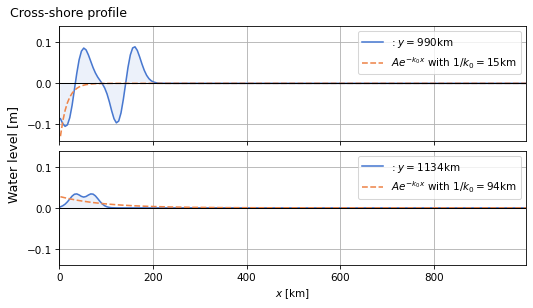 Cross-shore profile
Water level [m]
0.1
0.0
−0.1
: y = 990km
Ae^{−k₀x} with 1/k₀ = 15km
0.1
0.0
−0.1
: y = 1134km
Ae^{−k₀x} with 1/k₀ = 94km
0 200 400 600 800
x [km]